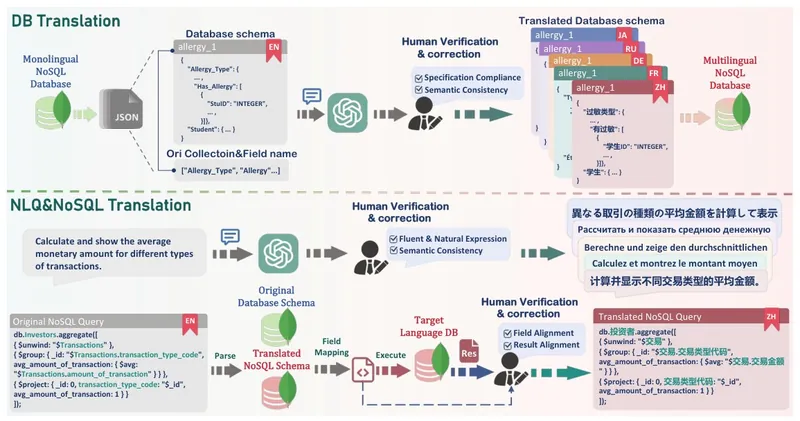 DB Translation
Monolingual
NoSQL
Database
JSON
Database schema
allergy_1
EN
{
"Allergy_Type": {
... ,
"Has_Allergy": [
{
"StuID": "INTEGER",
... ,
}]},
"Student": { ... }
}
Ori Collectoin&Field name
["Allergy_Type", "Allergy"...]
Human Verification
& correction
Specification Compliance
Semantic Consistency
Translated Database schema
allergy_1
JA
allergy_1
RU
allergy_1
DE
allergy_1
FR
allergy_1
ZH
{
"过敏类型": {
... ,
"有过敏": [
{
"学生ID": "INTEGER",
... ,
}]},
"学生": { ... }
}
Multilingual
NoSQL
Database
NLQ&NoSQL Translation
Calculate and show the average
monetary amount for different types
of transactions.
Human Verification
& correction
Fluent & Natural Expression
Semantic Consistency
異なる取引の種類の平均金額を計算して表示
Рассчитать и показать среднюю денежную
Berechne und zeige den durchschnittlichen
Calculez et montrez le montant moyen
计算并显示不同交易类型的平均金额。
Original NoSQL Query
EN
db.Investors.aggregate([
{ $unwind: "$Transactions" },
{ $group: { _id: "$Transactions.transaction_type_code",
avg_amount_of_transaction: { $avg:
"$Transactions.amount_of_transaction" } } },
{ $project: { _id: 0, transaction_type_code: "$_id",
avg_amount_of_transaction: 1 } }
]);
Parse
Original
Database Schema
Translated
NoSQL Schema
Field
Mapping
Execute
Target
Language DB
Res
Human Verification
& correction
Field Alignment
Result Alignment
Translated NoSQL Query
ZH
db.投资者.aggregate([
{ $unwind: "$交易" },
{ $group: { _id: "$交易.交易类型代码",
avg_amount_of_transaction: { $avg: "$交易.交易金额
" } } },
{ $project: { _id: 0, 交易类型代码: "$_id",
avg_amount_of_transaction: 1 } }
]);